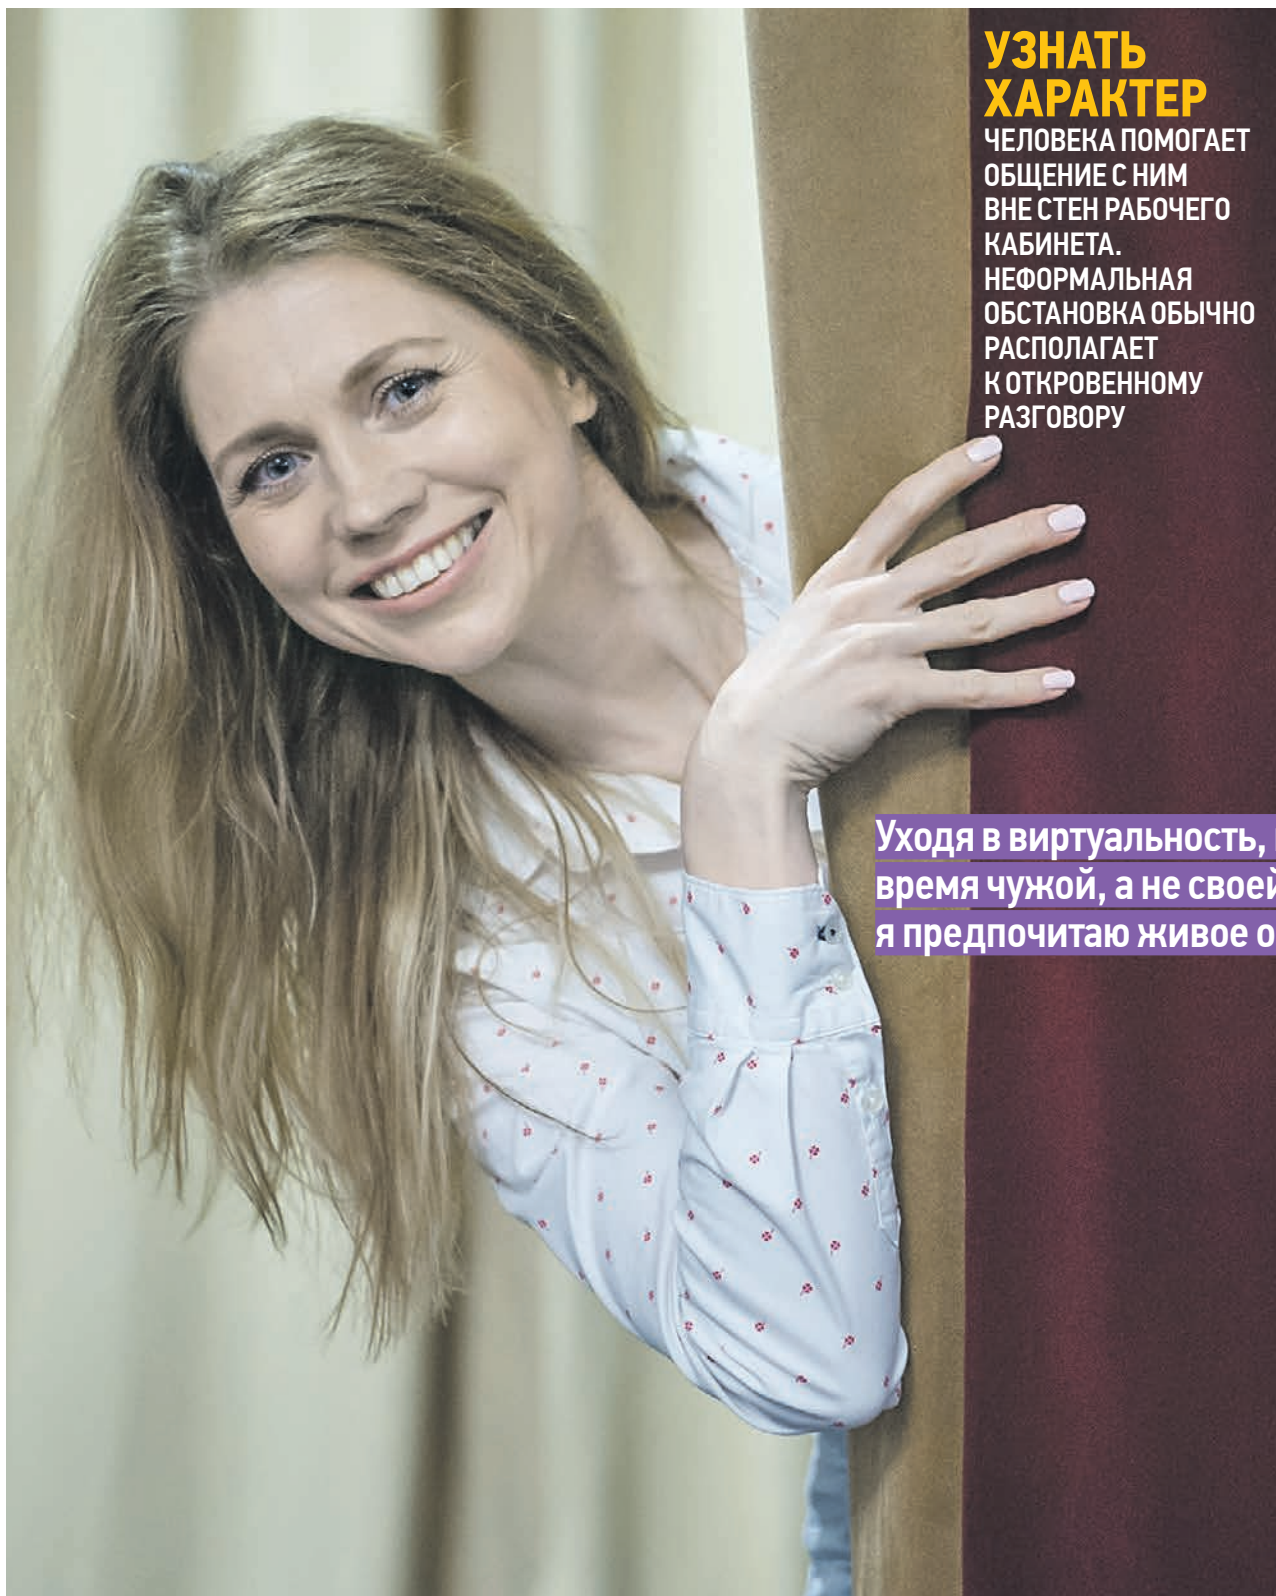 УЗНАТЬ
ХАРАКТЕР
ЧЕЛОВЕКА ПОМОГАЕТ
ОБЩЕНИЕ С НИМ
ВНЕ СТЕН РАБОЧЕГО
КАБИНЕТА.
НЕФОРМАЛЬНАЯ
ОБСТАНОВКА ОБЫЧНО
РАСПОЛАГАЕТ
К ОТКРОВЕННОМУ
РАЗГОВОРУ
Уходя в виртуальность,
время чужой, а не своей
я предпочитаю живое